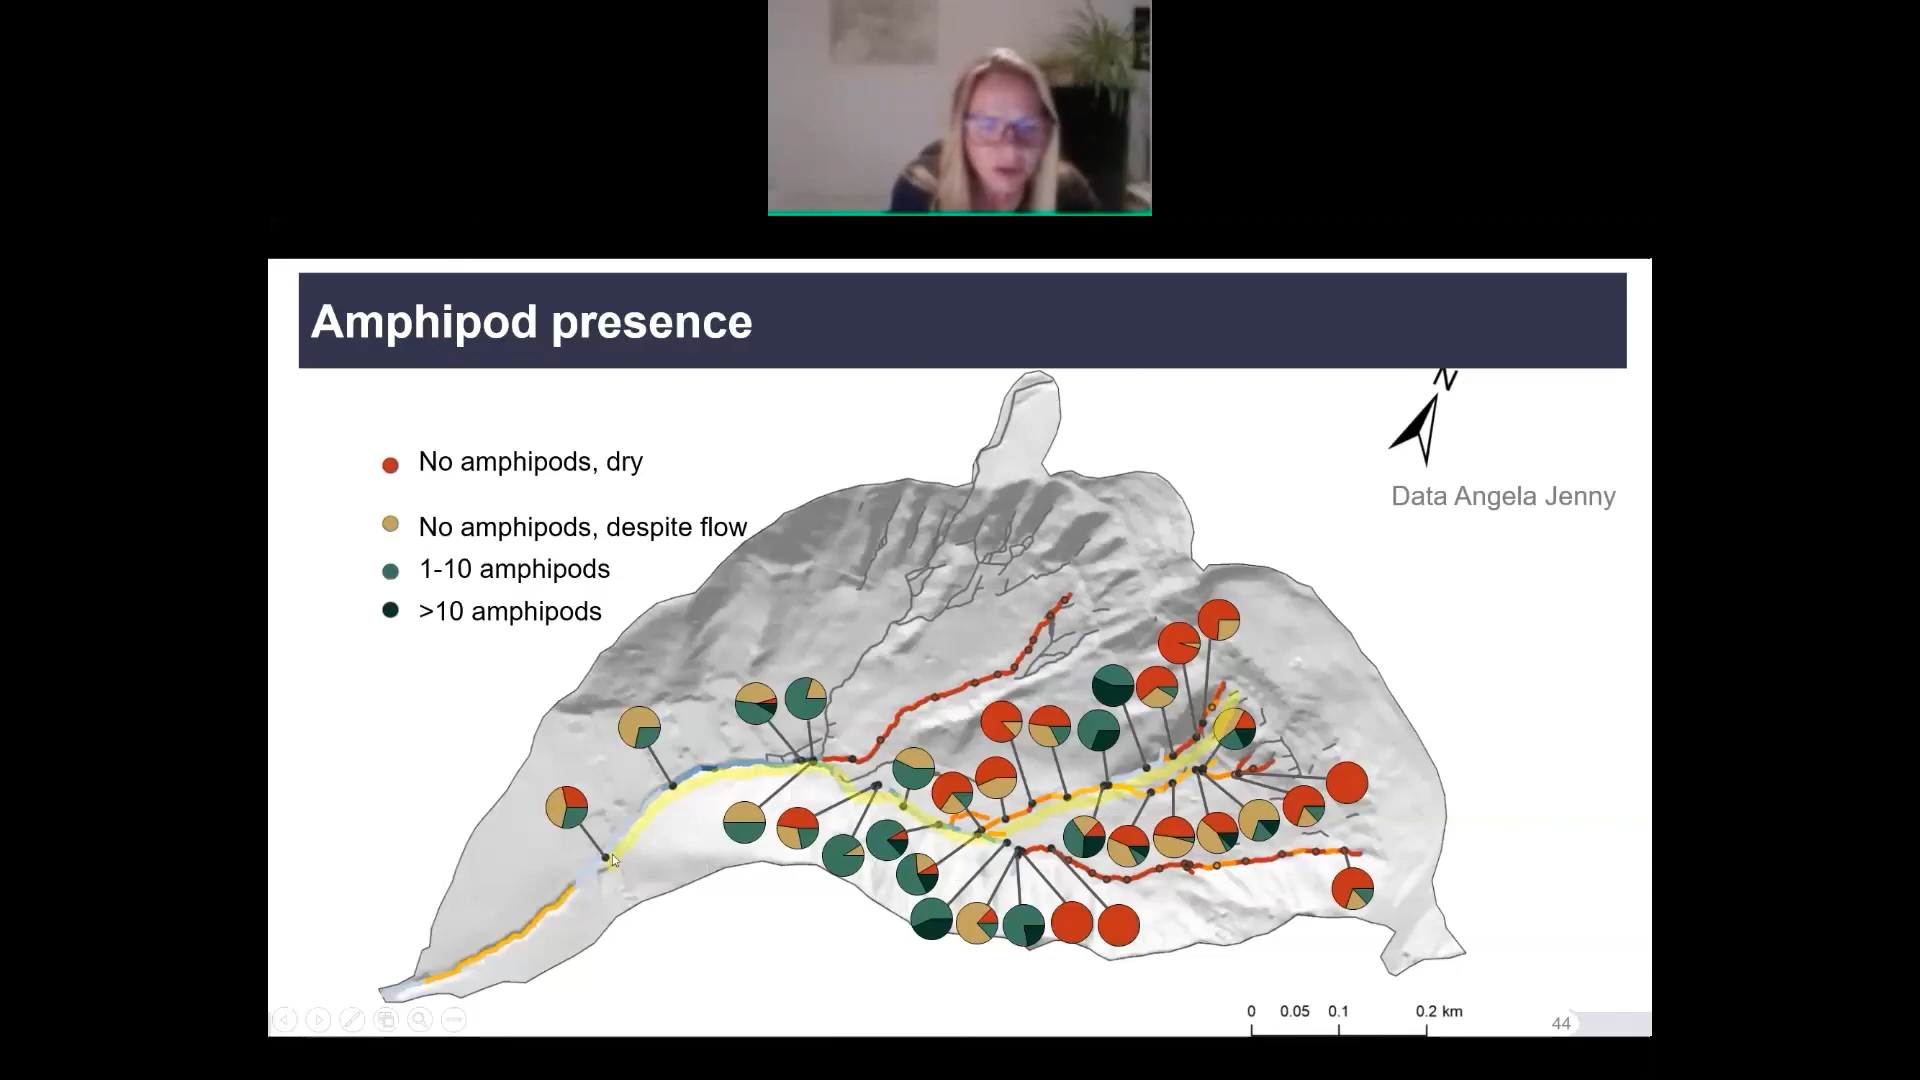 Amphipod presence
N
No amphipods, dry
Data Angela Jenny
No amphipods, despite flow
1-10 amphipods
>10 amphipods
0 0.05 0.1 0.2 km
44